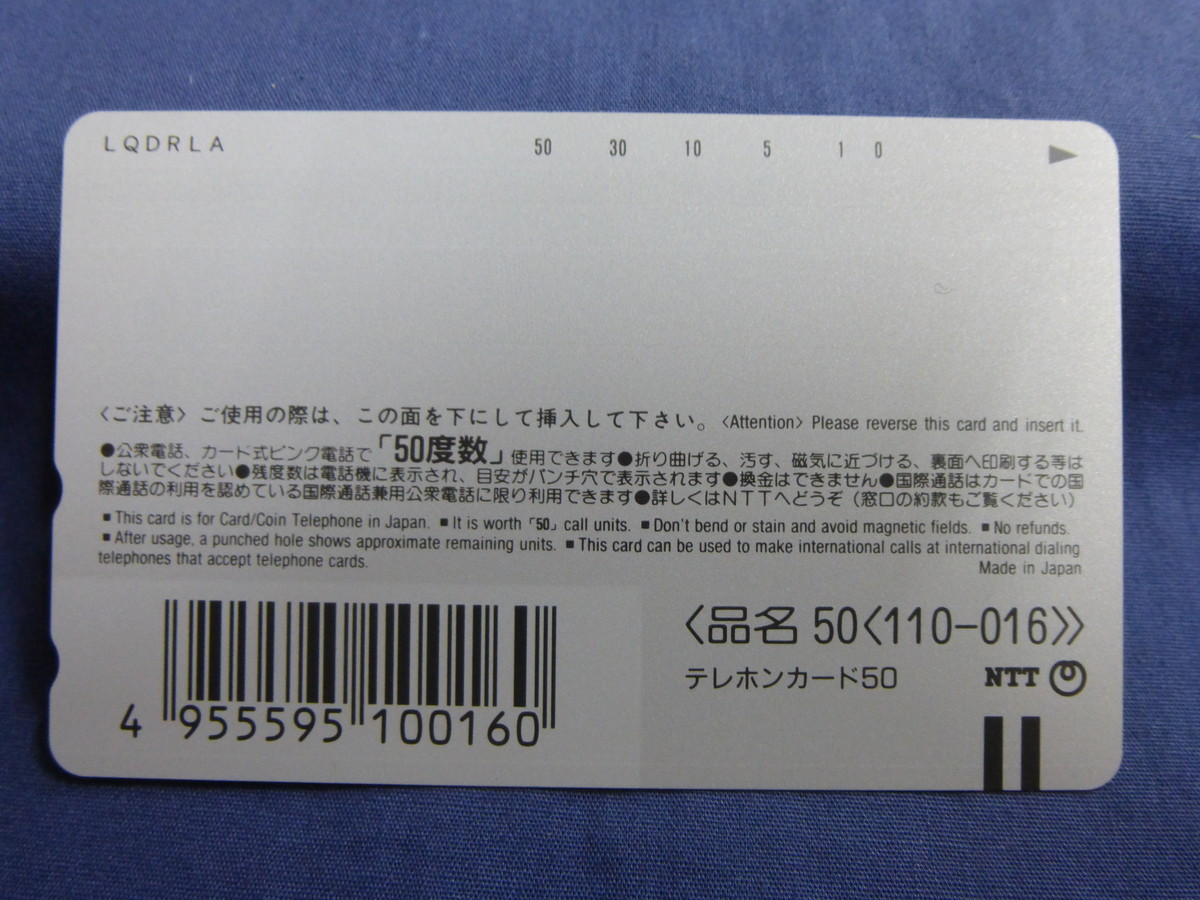 LQDRLA 50 30 10 5 1 0
〈ご注意〉ご使用の際は、この面を下にして挿入して下さい。〈Attention〉Please reverse this card and insert it.
●公衆電話、カード式ピンク電話で「50度数」使用できます●折り曲げる、汚す、磁気に近づける、裏面へ印刷する等は
しないでください●残度数は電話機に表示され、目安がパンチ穴で表示されます●換金はできません●国際通話はカードでの国
際通話の利用を認めている国際通話兼用公衆電話に限り利用できます●詳しくはNTTへどうぞ（窓口の約款もご覧ください）
■This card is for Card/Coin Telephone in Japan. ■It is worth「50」call units. ■Don't bend or stain and avoid magnetic fields. ■No refunds.
■After usage, a punched hole shows approximate remaining units. ■This card can be used to make international calls at international dialing
telephones that accept telephone cards.
Made in Japan
〈品名 50〈110-016〉〉
テレホンカード50 NTT
4 955595 100160